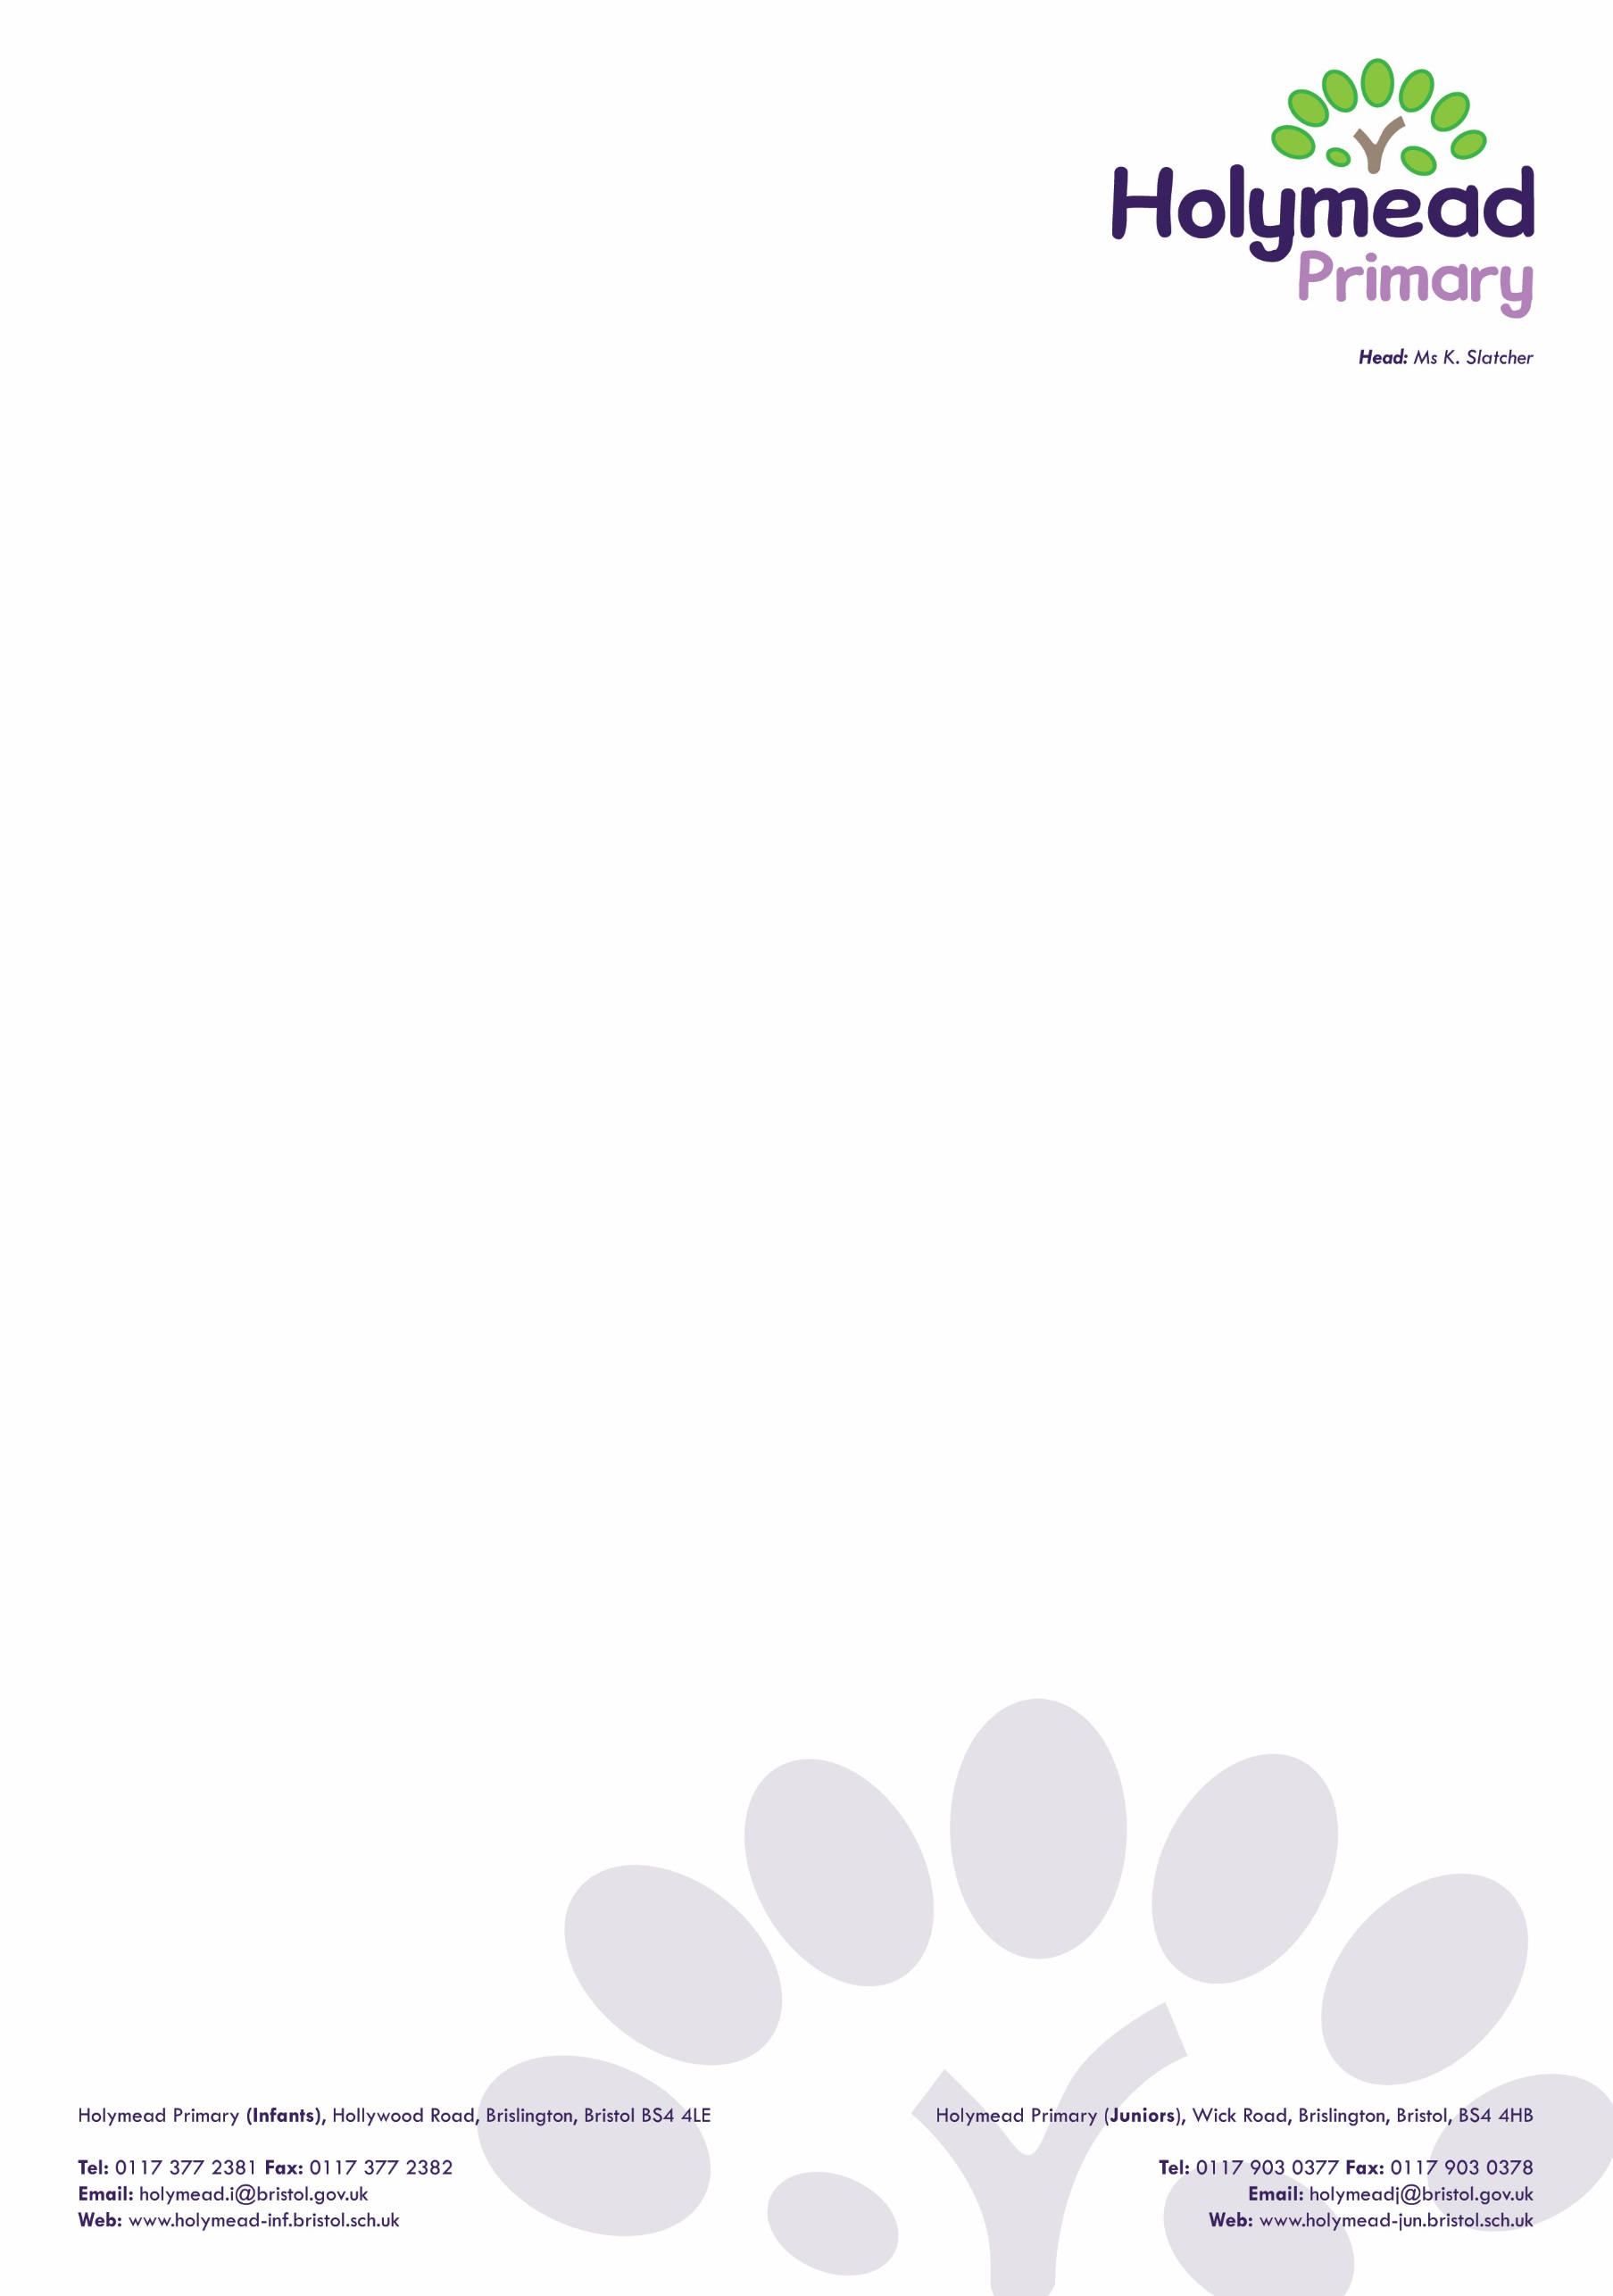 Holymead
Primary
Head: Ms K. Slatcher
Holymead Primary (Infants), Hollywood Road, Brislington, Bristol BS4 4LE
Tel: 0117 377 2381 Fax: 0117 377 2382
Email: holymead.i@bristol.gov.uk
Web: www.holymead-inf.bristol.sch.uk
Holymead Primary (Juniors), Wick Road, Brislington, Bristol, BS4 4HB
Tel: 0117 903 0377 Fax: 0117 903 0378
Email: holymeadj@bristol.gov.uk
Web: www.holymead-jun.bristol.sch.uk